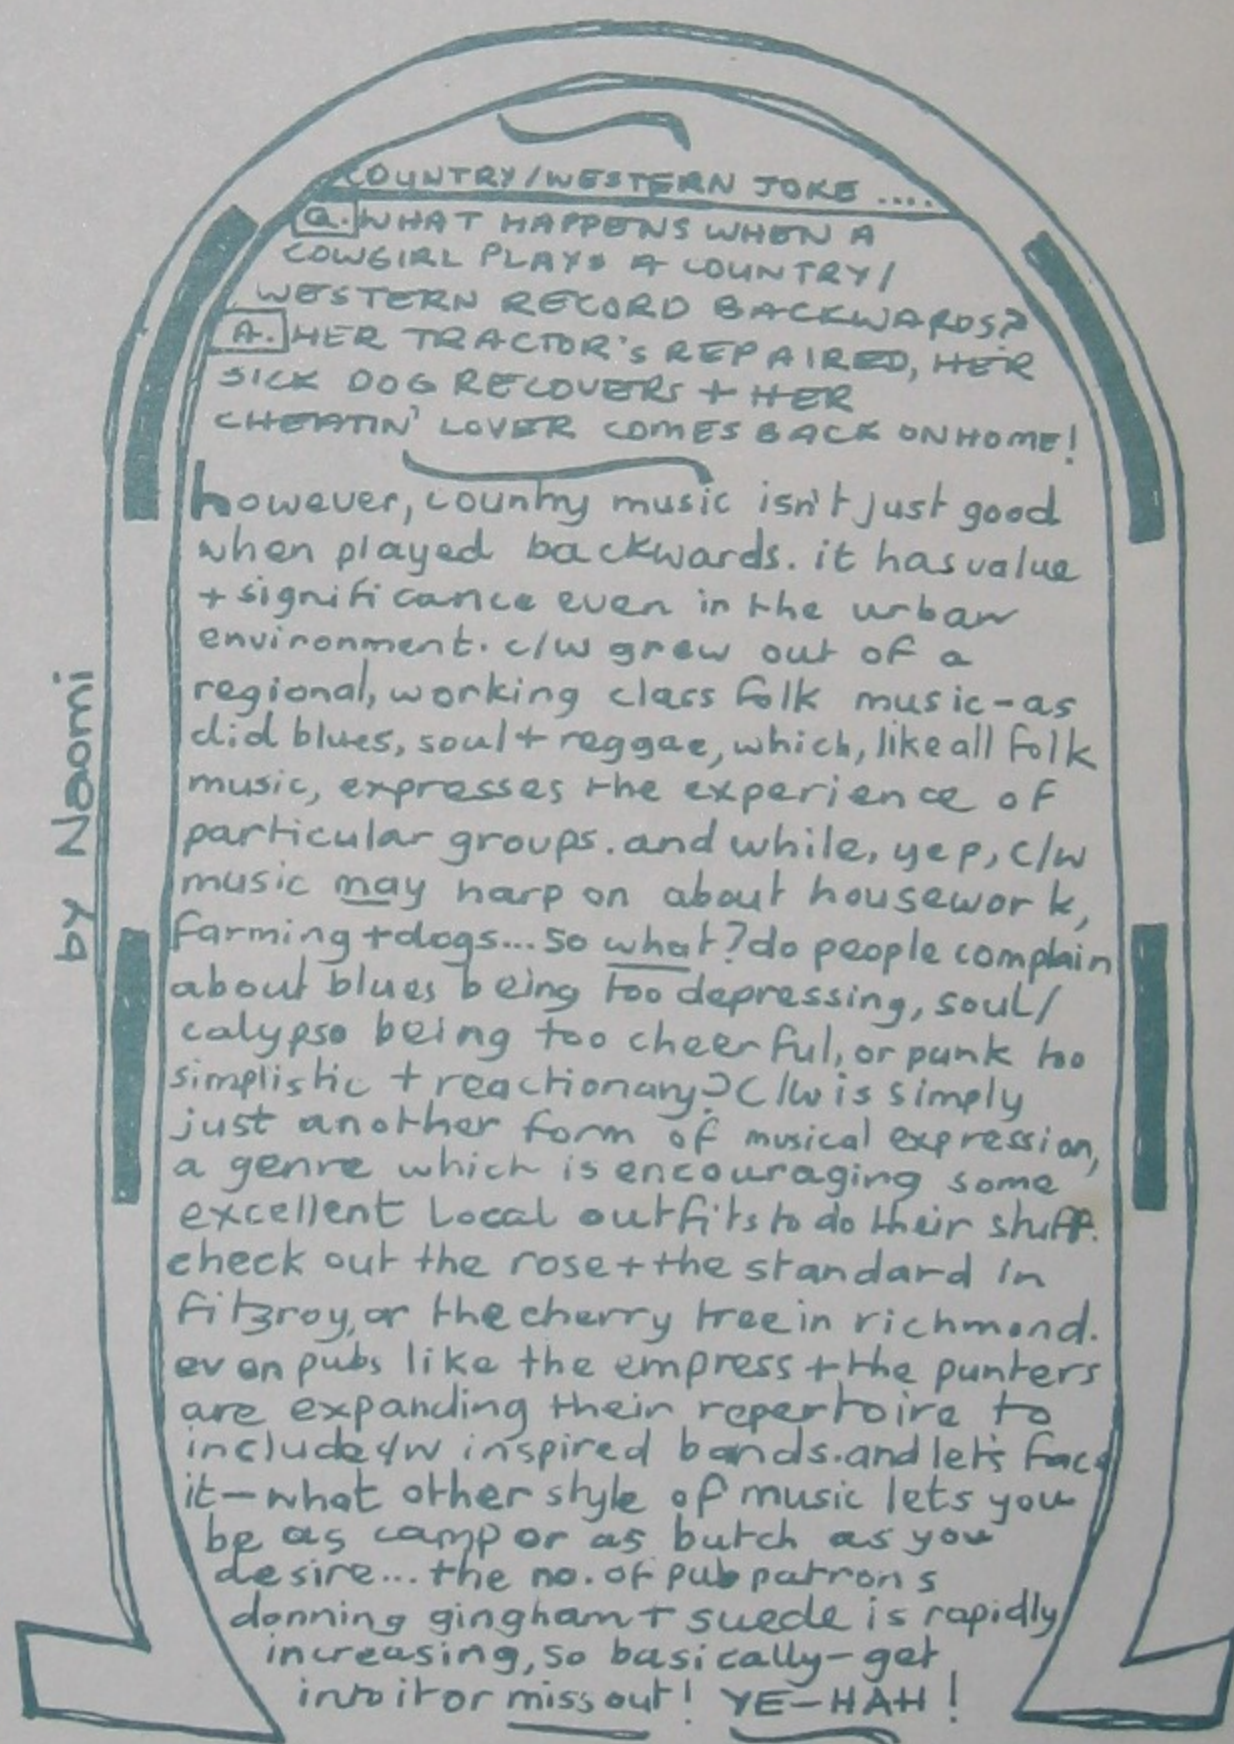 COUNTRY/WESTERN JOKE ....
Q. WHAT HAPPENS WHEN A
COWGIRL PLAYS A COUNTRY/
WESTERN RECORD BACKWARDS?
A. HER TRACTOR'S REPAIRED, HER
SICK DOG RECOVERS + HER
CHEATIN' LOVER COMES BACK ON HOME!
however, country music isn't just good
when played backwards. it has value
+ significance even in the urban
environment. c/w grew out of a
regional, working class folk music-as
did blues, soul + reggae, which, like all folk
music, expresses the experience of
particular groups. and while, yep, c/w
music may harp on about housework,
farming + dogs... so what? do people complain
about blues being too depressing, soul/
calypso being too cheerful, or punk too
simplistic + reactionary? C/w is simply
just another form of musical expression,
a genre which is encouraging some
excellent local outfits to do their stuff.
check out the rose + the standard in
fitzroy, or the cherry tree in richmond.
even pubs like the empress + the punters
are expanding their repertoire to
include c/w inspired bands. and let's face
it - what other style of music lets you
be as camp or as butch as you
desire... the no. of pub patrons
donning gingham + suede is rapidly
increasing, so basically - get
into it or miss out! YE-HAH!
by Naomi